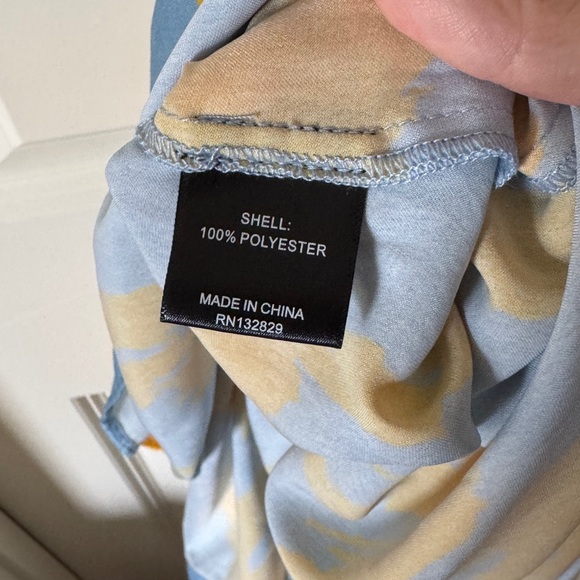 SHELL:
100% POLYESTER
MADE IN CHINA
RN132829